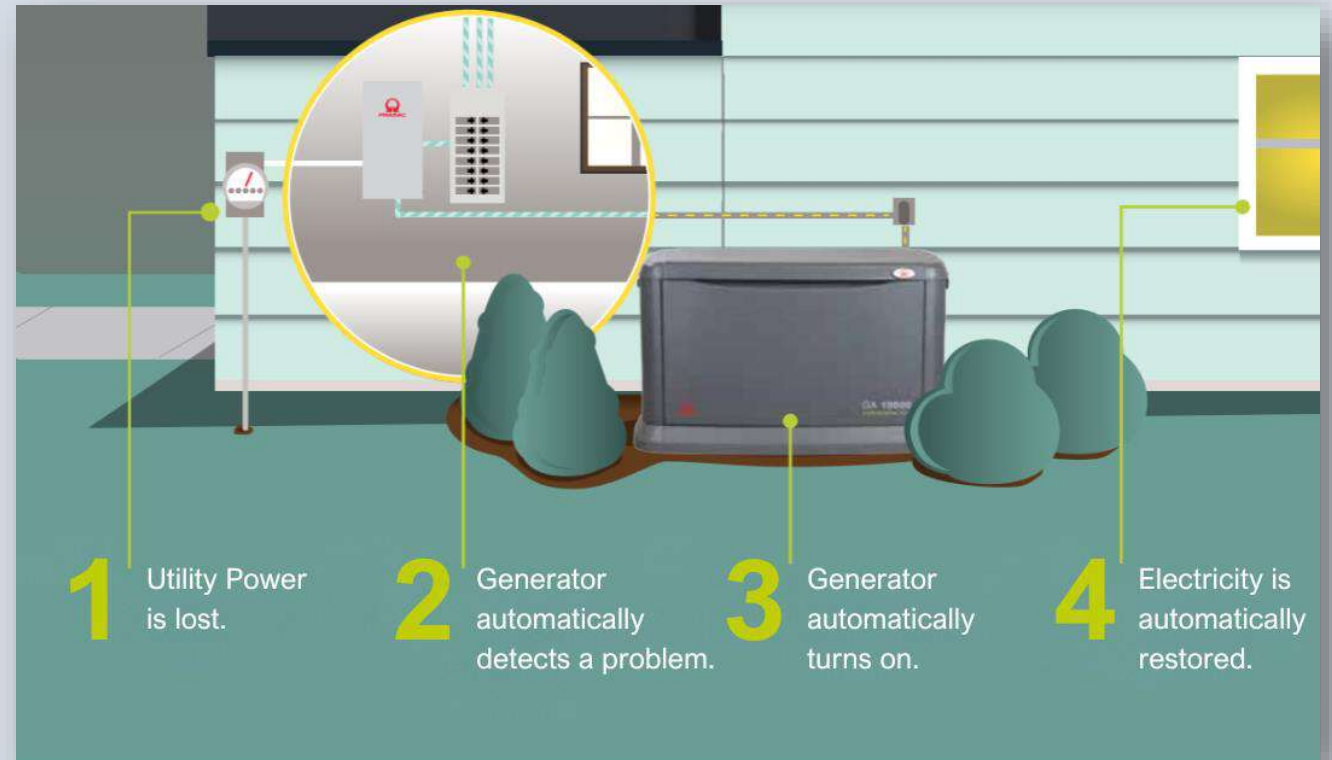 PRAMAC
1
Utility Power
is lost.
2
Generator
automatically
detects a problem.
3
Generator
automatically
turns on.
4
Electricity is
automatically
restored.